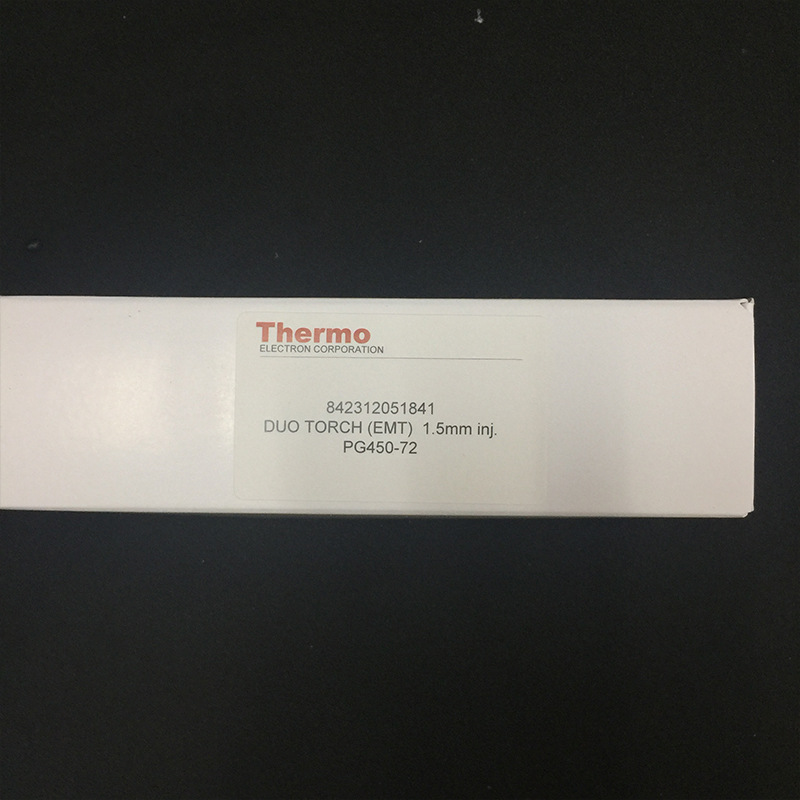 Thermo
ELECTRON CORPORATION
842312051841
DUO TORCH (EMT) 1.5mm inj.
PG450-72